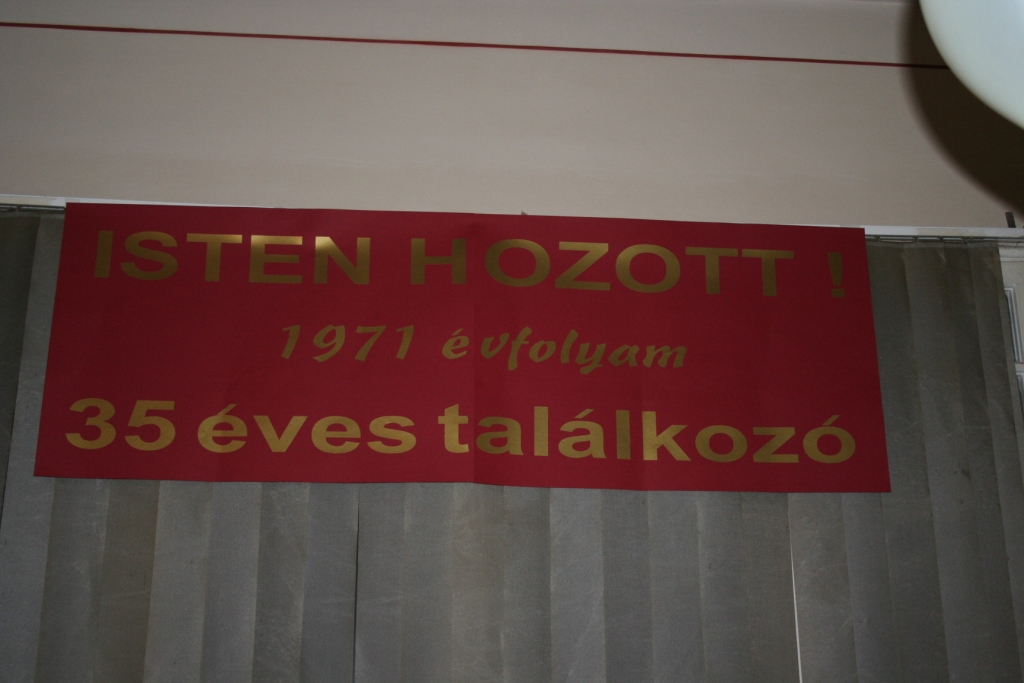 ISTEN HOZOTT !
1971 évfolyam
35 éves találkozó